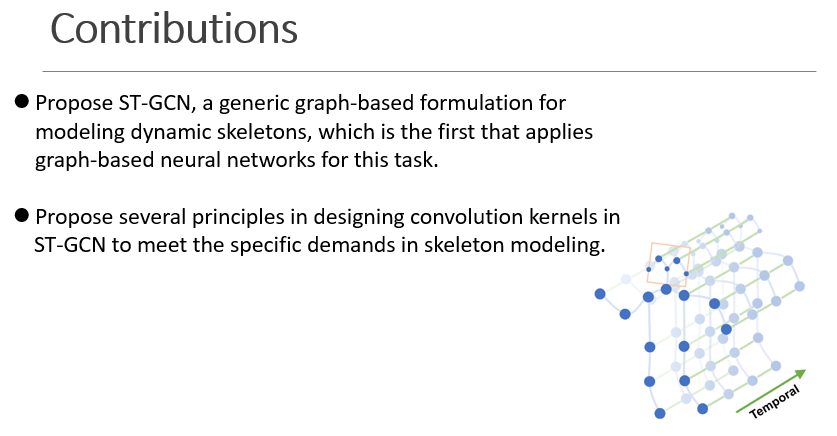 Contributions
Propose ST-GCN, a generic graph-based formulation for
modeling dynamic skeletons, which is the first that applies
graph-based neural networks for this task.
Propose several principles in designing convolution kernels in
ST-GCN to meet the specific demands in skeleton modeling.
Temporal